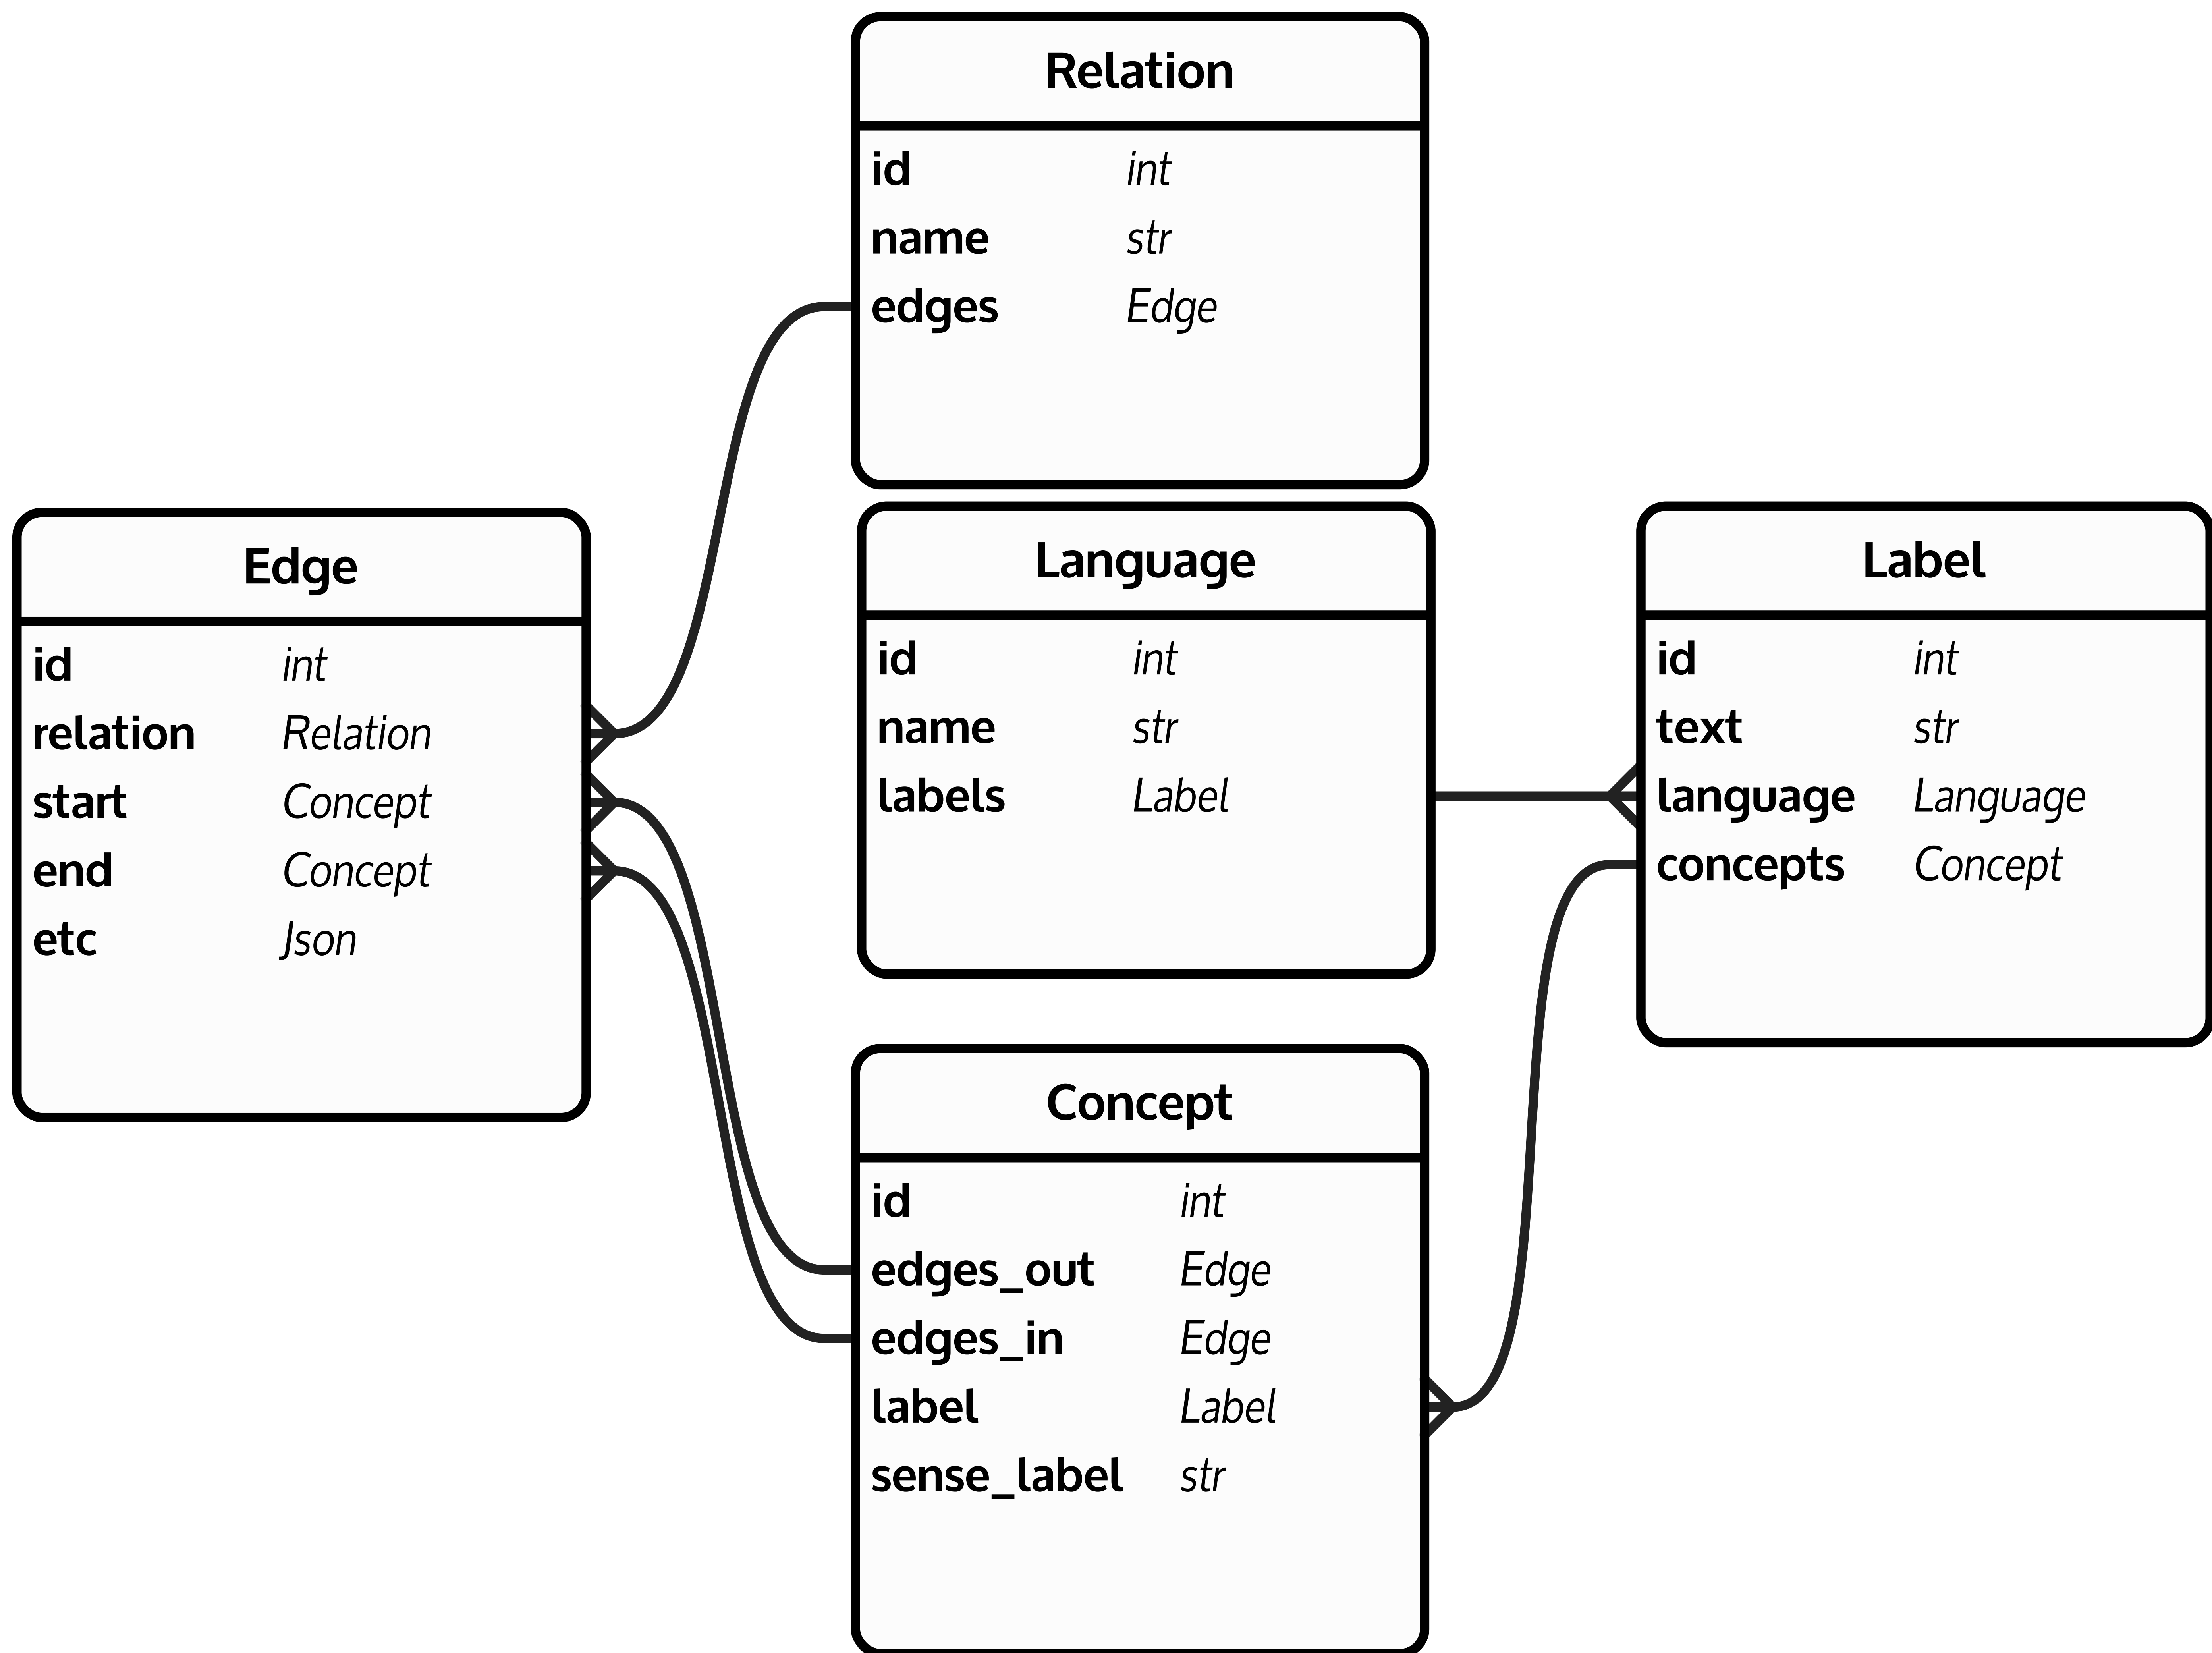 Relation
id int
name str
edges Edge
Edge
id int
relation Relation
start Concept
end Concept
etc Json
Language
id int
name str
labels Label
Label
id int
text str
language Language
concepts Concept
Concept
id int
edges_out Edge
edges_in Edge
label Label
sense_label str